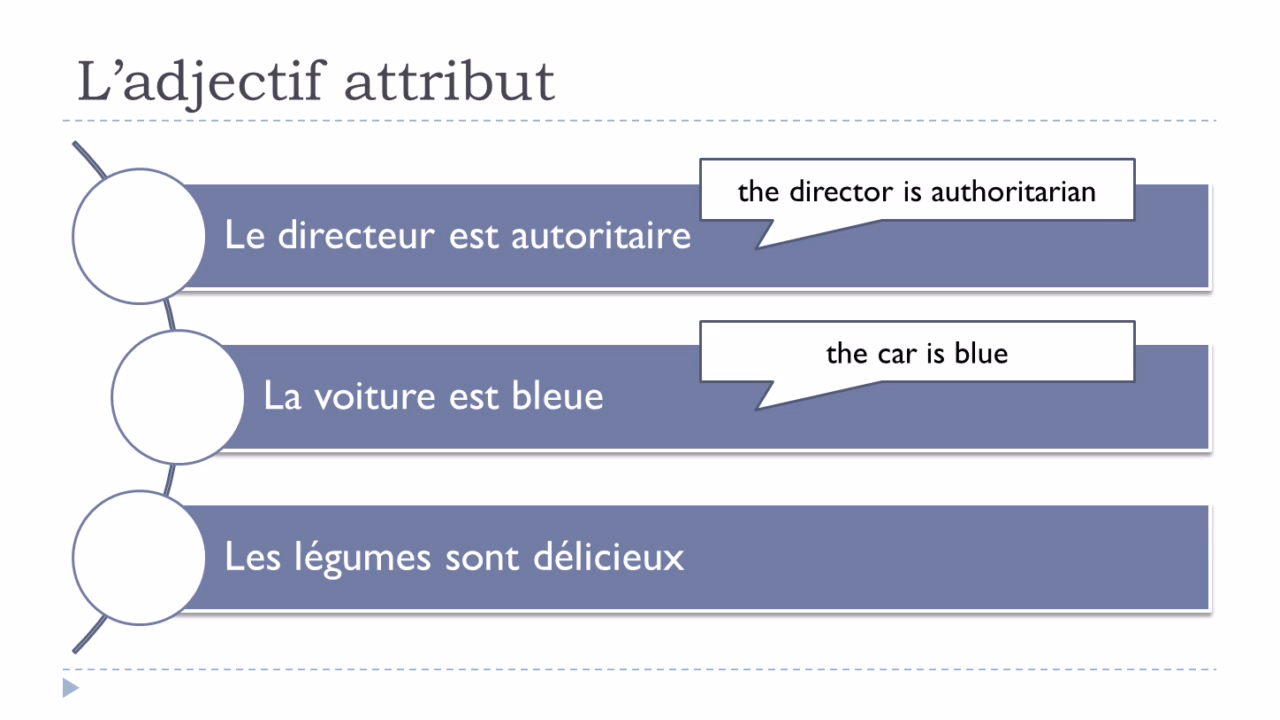 L’adjectif attribut
the director is authoritarian
Le directeur est autoritaire
the car is blue
La voiture est bleue
Les légumes sont délicieux